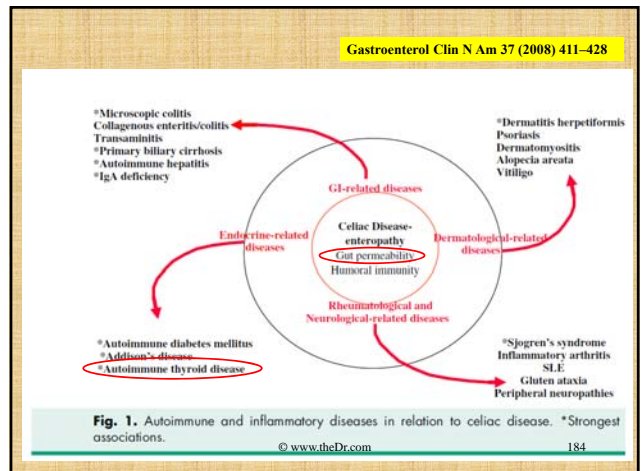 Gastroenterol Clin N Am 37 (2008) 411–428
*Microscopic colitis
Collagenous enteritis/colitis
Transaminitis
*Primary biliary cirrhosis
*Autoimmune hepatitis
*IgA deficiency
*Dermatitis herpetiformis
Psoriasis
Dermatomyositis
Alopecia areata
Vitiligo
GI-related diseases
Endocrine-related
diseases
Celiac Disease-
enteropathy
Gut permeability
Humoral immunity
Dermatological-related
diseases
Rheumatological and
Neurological-related diseases
*Autoimmune diabetes mellitus
*Addison's disease
*Autoimmune thyroid disease
*Sjogren's syndrome
Inflammatory arthritis
SLE
Gluten ataxia
Peripheral neuropathies
Fig. 1. Autoimmune and inflammatory diseases in relation to celiac disease. *Strongest
associations.
© www.theDr.com
184